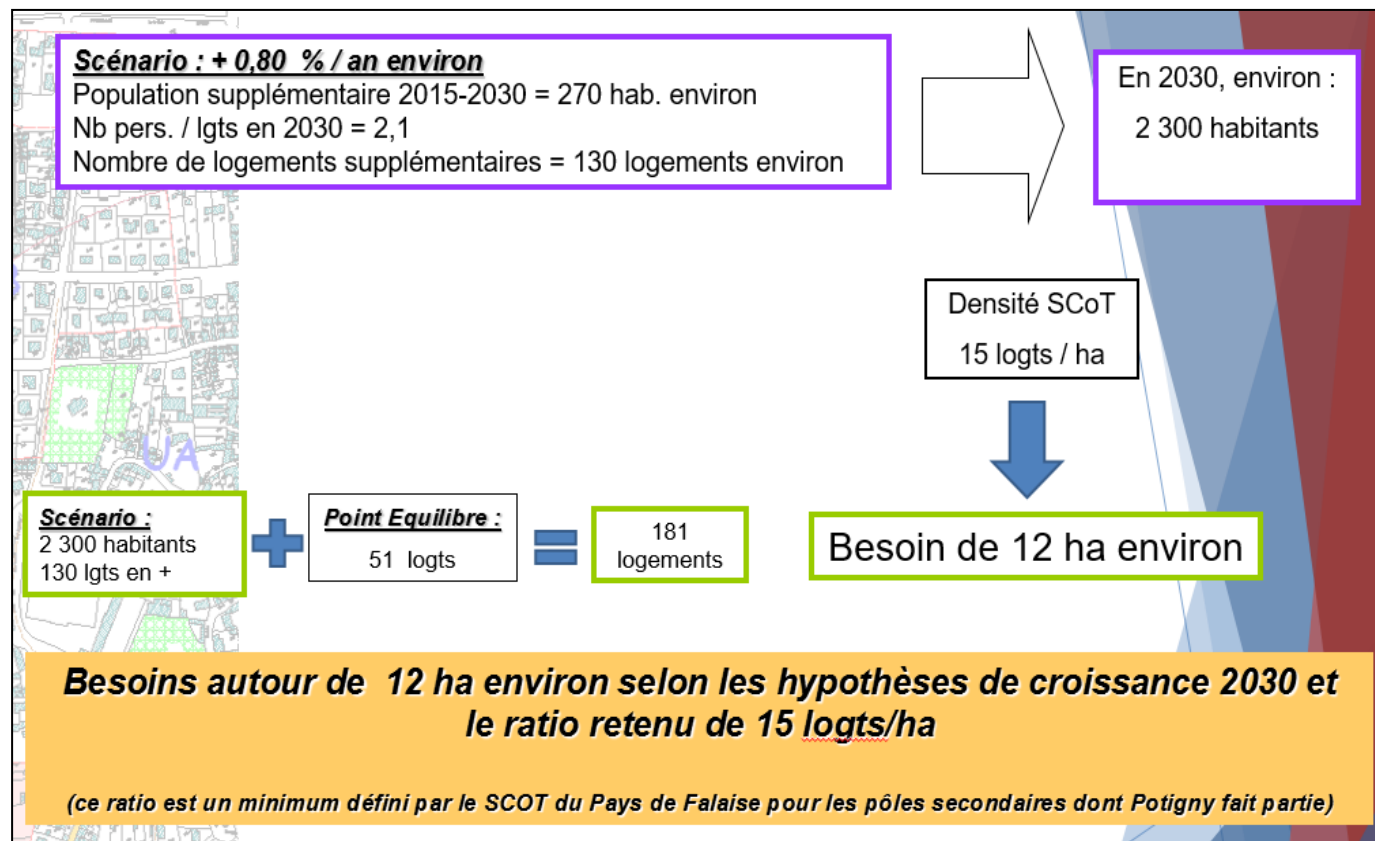 Scénario : + 0,80 % / an environ
Population supplémentaire 2015-2030 = 270 hab. environ
Nb pers. / lgts en 2030 = 2,1
Nombre de logements supplémentaires = 130 logements environ
En 2030, environ :
2 300 habitants
Densité SCoT
15 logts / ha
UA
Scénario :
2 300 habitants
130 lgts en +
Point Equilibre :
51 logts
181
logements
Besoin de 12 ha environ
Besoins autour de 12 ha environ selon les hypothèses de croissance 2030 et
le ratio retenu de 15 logts/ha
(ce ratio est un minimum défini par le SCOT du Pays de Falaise pour les pôles secondaires dont Potigny fait partie)